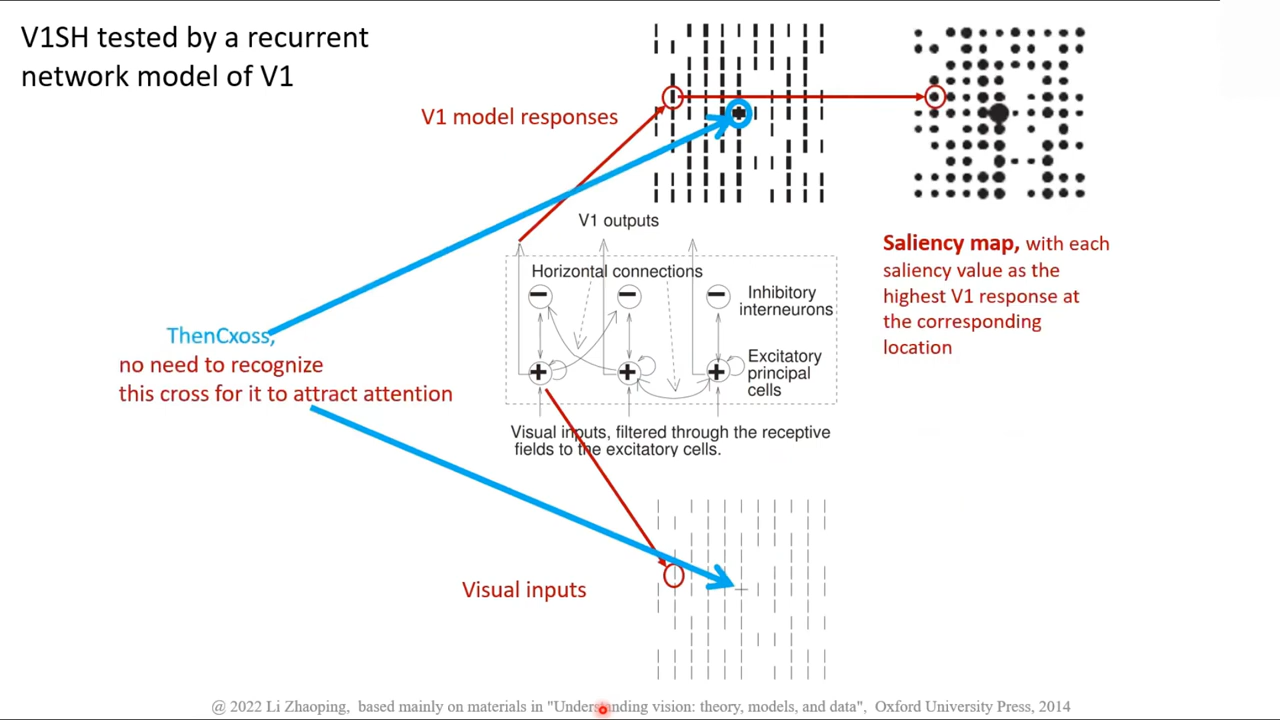 V1SH tested by a recurrent
network model of V1
V1 model responses
V1 outputs
Horizontal connections
Inhibitory
interneurons
Excitatory
principal
cells
Visual inputs, filtered through the receptive
fields to the excitatory cells.
Saliency map, with each
saliency value as the
highest V1 response at
the corresponding
location
ThenCxoss,
no need to recognize
this cross for it to attract attention
Visual inputs
@ 2022 Li Zhaoping, based mainly on materials in "Understanding vision: theory, models, and data", Oxford University Press, 2014